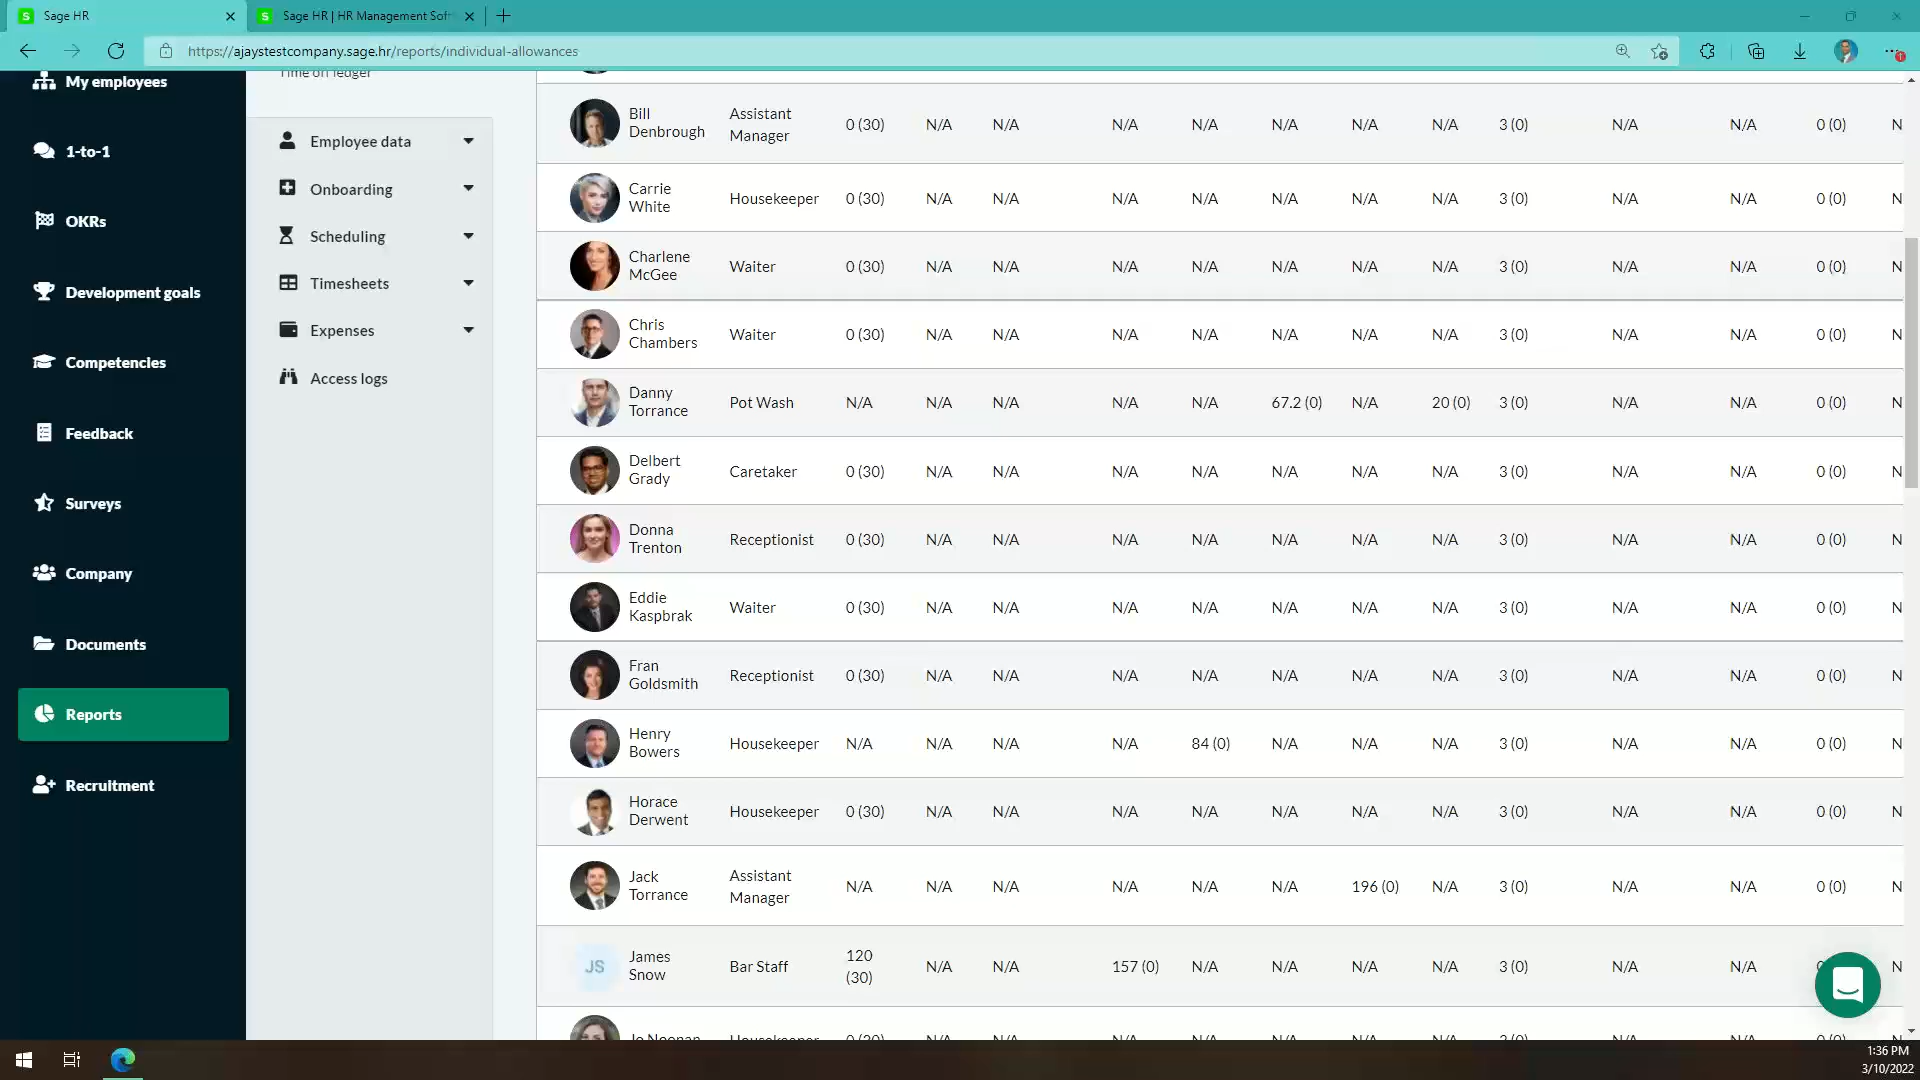 Sage HR
Sage HR | HR Management Soft
https://ajaystestcompany.sage.hr/reports/individual-allowances
1
My employees
1-to-1
OKRs
Development goals
Competencies
Feedback
Surveys
Company
Documents
Reports
Recruitment
Time off ledger
Employee data
Onboarding
Scheduling
Timesheets
Expenses
Access logs
Bill Denbrough Assistant Manager 0 (30) N/A N/A N/A N/A N/A N/A N/A 3 (0) N/A N/A 0 (0) N
Carrie White Housekeeper 0 (30) N/A N/A N/A N/A N/A N/A N/A 3 (0) N/A N/A 0 (0) N
Charlene McGee Waiter 0 (30) N/A N/A N/A N/A N/A N/A N/A 3 (0) N/A N/A 0 (0) N
Chris Chambers Waiter 0 (30) N/A N/A N/A N/A N/A N/A N/A 3 (0) N/A N/A 0 (0) N
Danny Torrance Pot Wash N/A N/A N/A N/A N/A 67.2 (0) N/A 20 (0) 3 (0) N/A N/A 0 (0) N
Delbert Grady Caretaker 0 (30) N/A N/A N/A N/A N/A N/A N/A 3 (0) N/A N/A 0 (0) N
Donna Trenton Receptionist 0 (30) N/A N/A N/A N/A N/A N/A N/A 3 (0) N/A N/A 0 (0) N
Eddie Kaspbrak Waiter 0 (30) N/A N/A N/A N/A N/A N/A N/A 3 (0) N/A N/A 0 (0) N
Fran Goldsmith Receptionist 0 (30) N/A N/A N/A N/A N/A N/A N/A 3 (0) N/A N/A 0 (0) N
Henry Bowers Housekeeper N/A N/A N/A N/A 84 (0) N/A N/A N/A 3 (0) N/A N/A 0 (0) N
Horace Derwent Housekeeper 0 (30) N/A N/A N/A N/A N/A N/A N/A 3 (0) N/A N/A 0 (0) N
Jack Torrance Assistant Manager N/A N/A N/A N/A N/A N/A 196 (0) N/A 3 (0) N/A N/A 0 (0) N
JS James Snow Bar Staff 120 (30) N/A N/A 157 (0) N/A N/A N/A N/A 3 (0) N/A N/A N
Jo Noonan
1:36 PM
3/10/2022